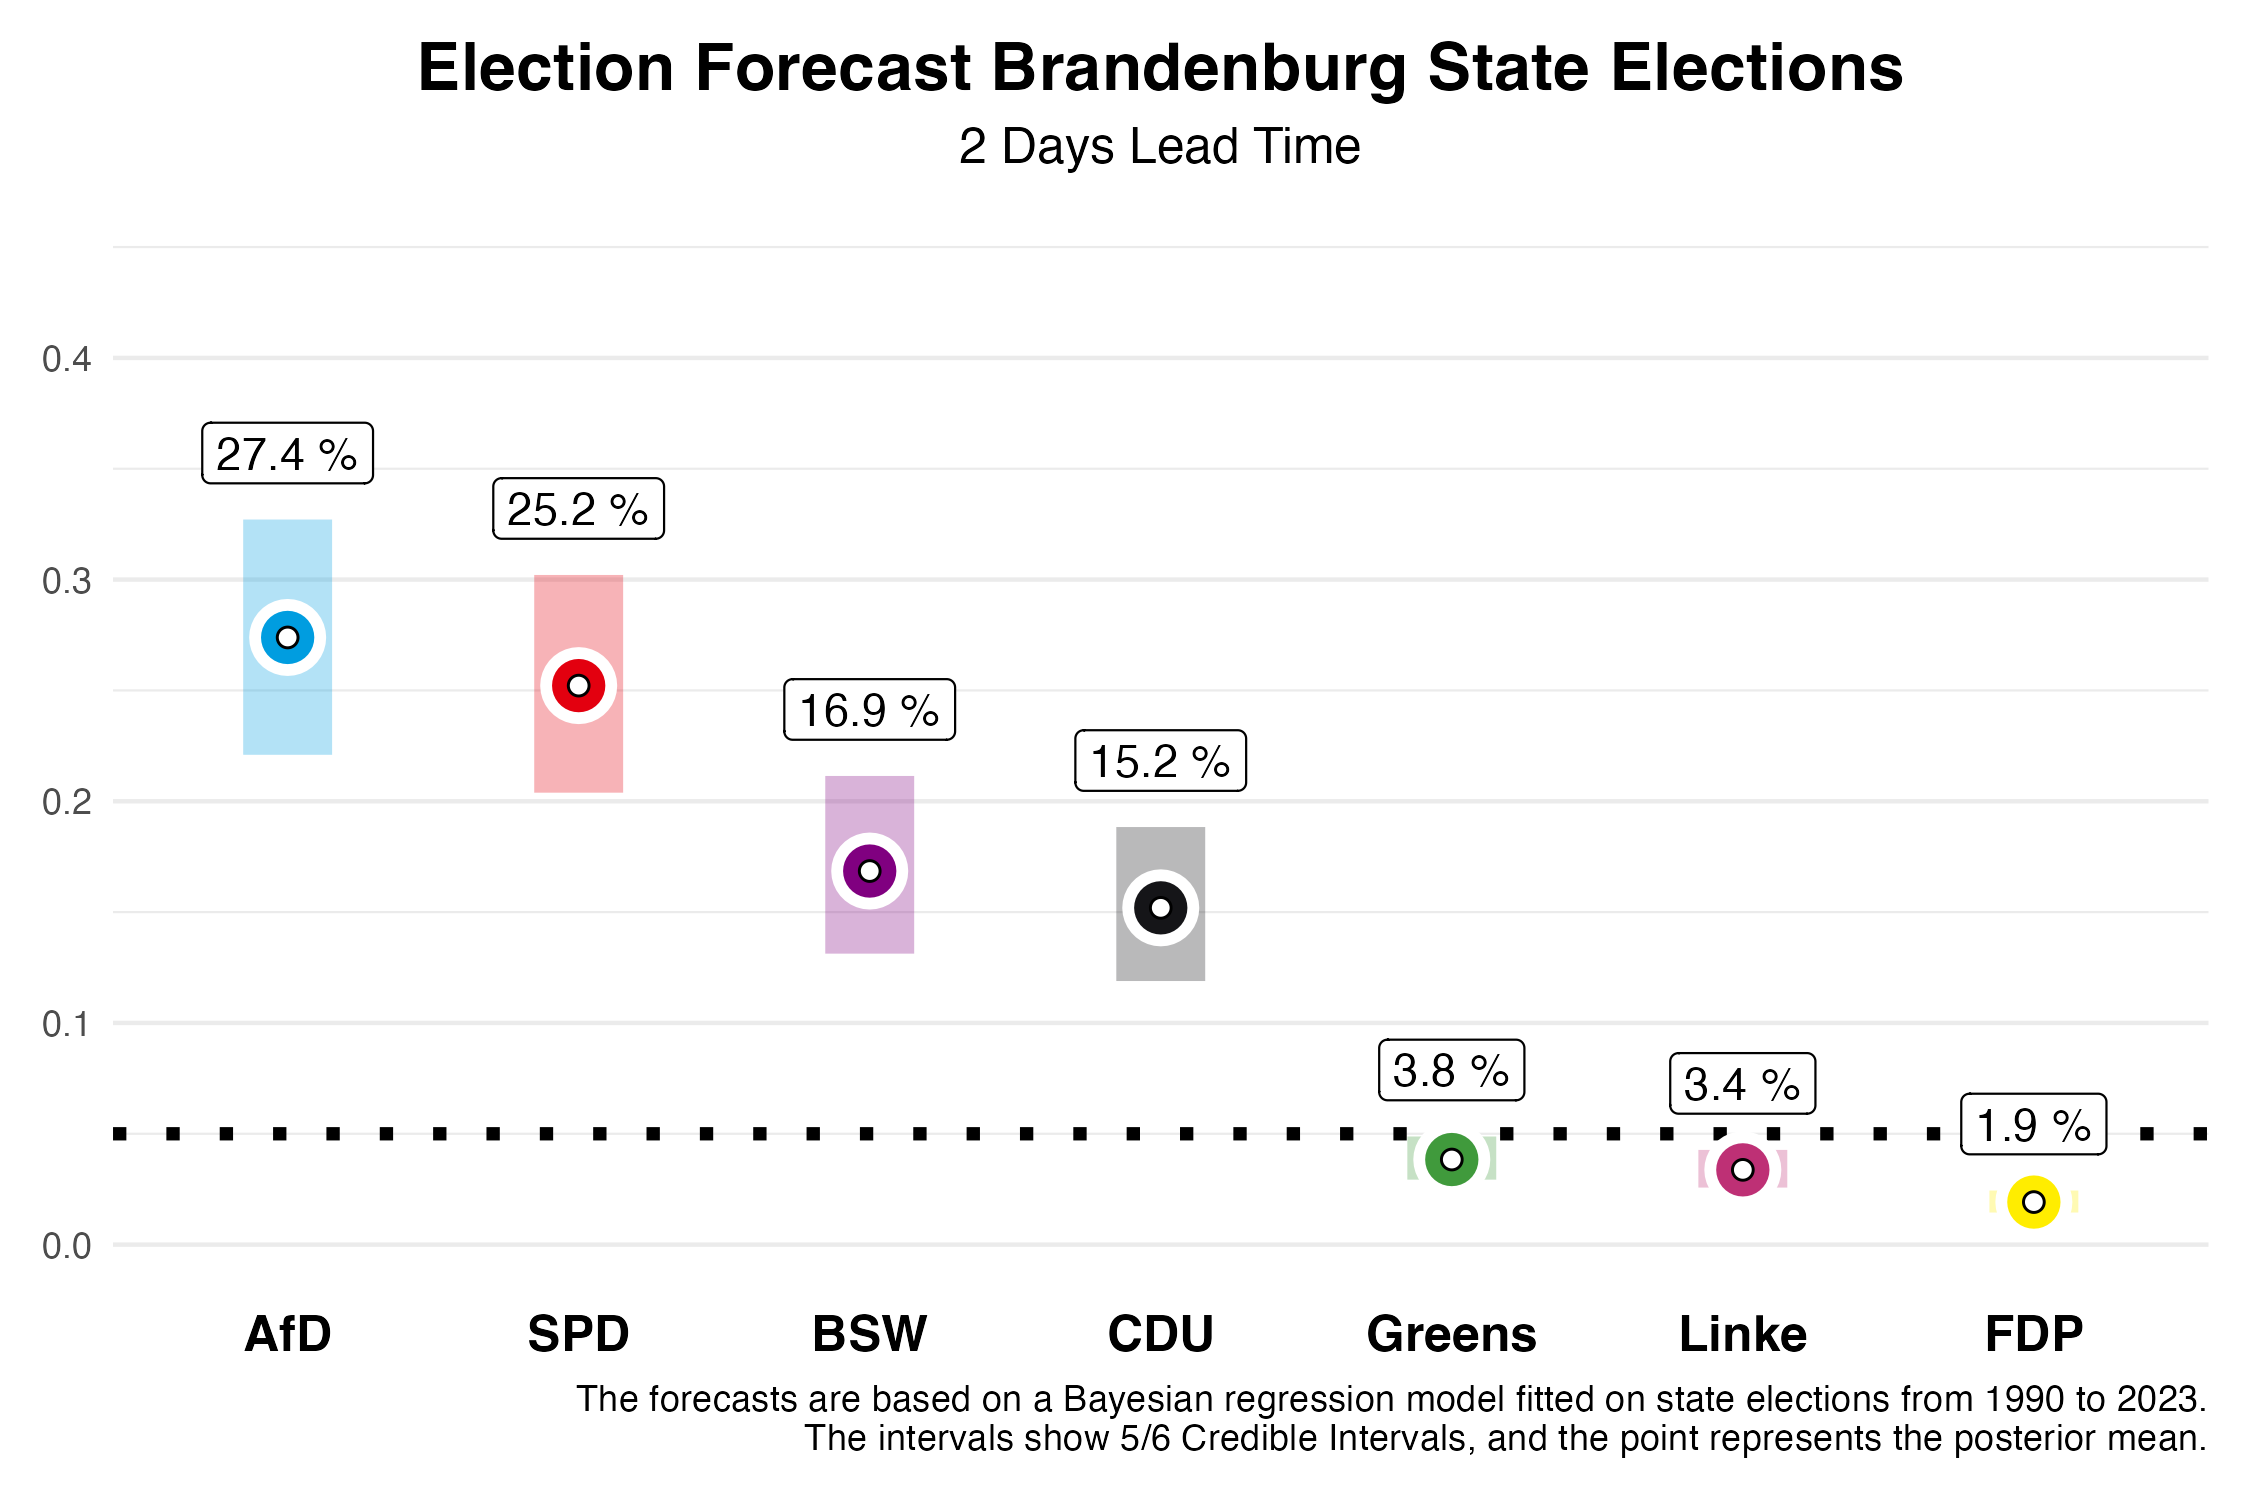 Election Forecast Brandenburg State Elections
2 Days Lead Time
0.4
27.4 %
25.2 %
0.3
16.9 %
15.2 %
0.2
0.1
3.8 %
3.4 %
1.9 %
0.0
AfD SPD BSW CDU Greens Linke FDP
The forecasts are based on a Bayesian regression model fitted on state elections from 1990 to 2023.
The intervals show 5/6 Credible Intervals, and the point represents the posterior mean.